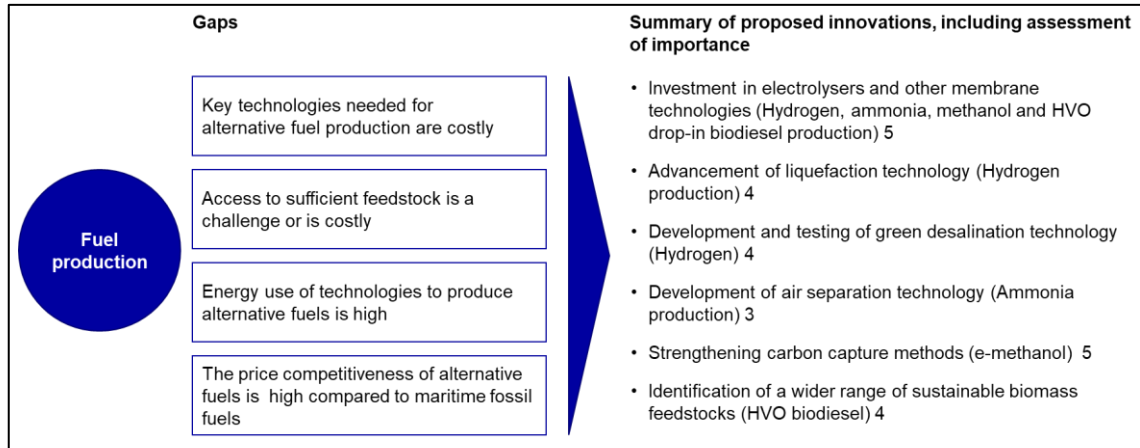 Gaps
Summary of proposed innovations, including assessment
of importance
Fuel
production
Key technologies needed for
alternative fuel production are costly
Access to sufficient feedstock is a
challenge or is costly
Energy use of technologies to produce
alternative fuels is high
The price competitiveness of alternative
fuels is high compared to maritime fossil
fuels
• Investment in electrolysers and other membrane
technologies (Hydrogen, ammonia, methanol and HVO
drop-in biodiesel production) 5
• Advancement of liquefaction technology (Hydrogen
production) 4
• Development and testing of green desalination technology
(Hydrogen) 4
• Development of air separation technology (Ammonia
production) 3
• Strengthening carbon capture methods (e-methanol) 5
• Identification of a wider range of sustainable biomass
feedstocks (HVO biodiesel) 4